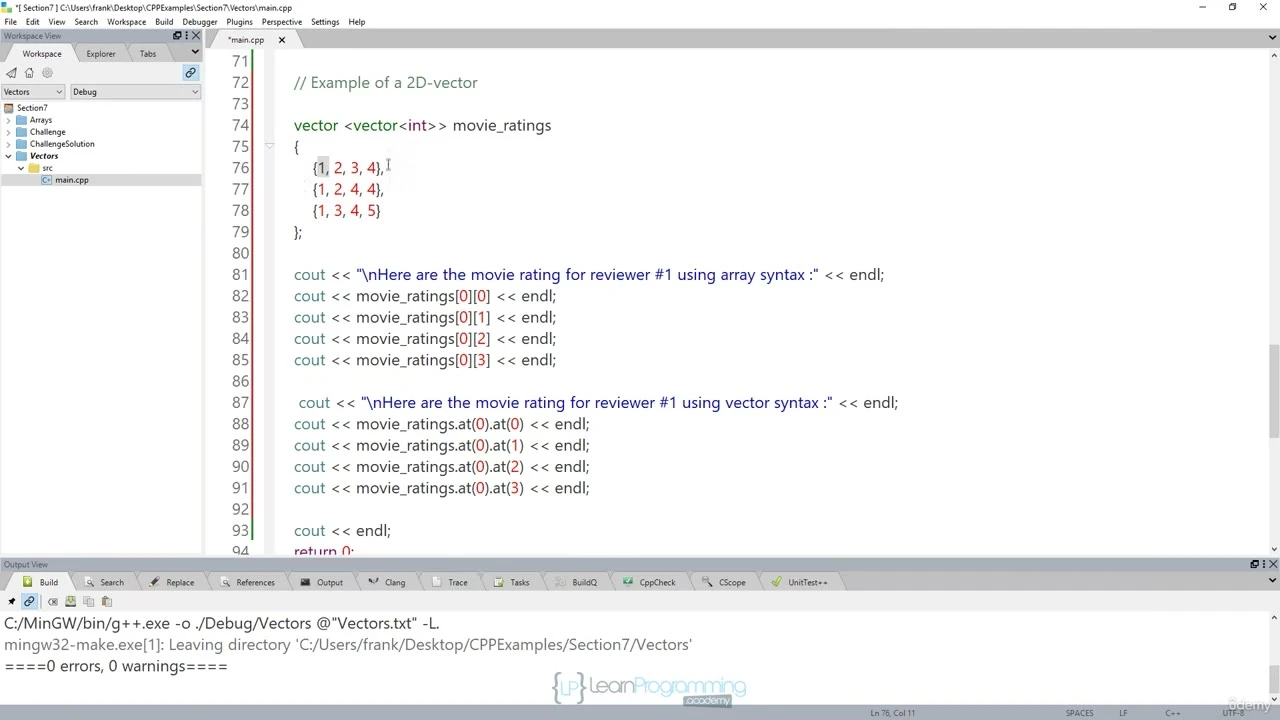 *[ Section7 ] C:\Users\frank\Desktop\CPPExamples\Section7\Vectors\main.cpp
File Edit View Search Workspace Build Debugger Plugins Perspective Settings Help
Workspace View
Workspace Explorer Tabs
*main.cpp
Vectors Debug
Section7
Arrays
Challenge
ChallengeSolution
Vectors
src
main.cpp
71
72 // Example of a 2D-vector
73
74 vector <vector<int>> movie_ratings
75 {
76 {1, 2, 3, 4},
77 {1, 2, 4, 4},
78 {1, 3, 4, 5}
79 };
80
81 cout << "\nHere are the movie rating for reviewer #1 using array syntax :" << endl;
82 cout << movie_ratings[0][0] << endl;
83 cout << movie_ratings[0][1] << endl;
84 cout << movie_ratings[0][2] << endl;
85 cout << movie_ratings[0][3] << endl;
86
87 cout << "\nHere are the movie rating for reviewer #1 using vector syntax :" << endl;
88 cout << movie_ratings.at(0).at(0) << endl;
89 cout << movie_ratings.at(0).at(1) << endl;
90 cout << movie_ratings.at(0).at(2) << endl;
91 cout << movie_ratings.at(0).at(3) << endl;
92
93 cout << endl;
94 return 0;
Output View
Build Search Replace References Output Clang Trace Tasks BuildQ CppCheck CScope UnitTest++
C:/MinGW/bin/g++.exe -o ./Debug/Vectors @"Vectors.txt" -L.
mingw32-make.exe[1]: Leaving directory 'C:/Users/frank/Desktop/CPPExamples/Section7/Vectors'
====0 errors, 0 warnings====
{LP} LearnProgramming
academy
Ln 76, Col 11 SPACES LF C++ UTF-8
ûdemy